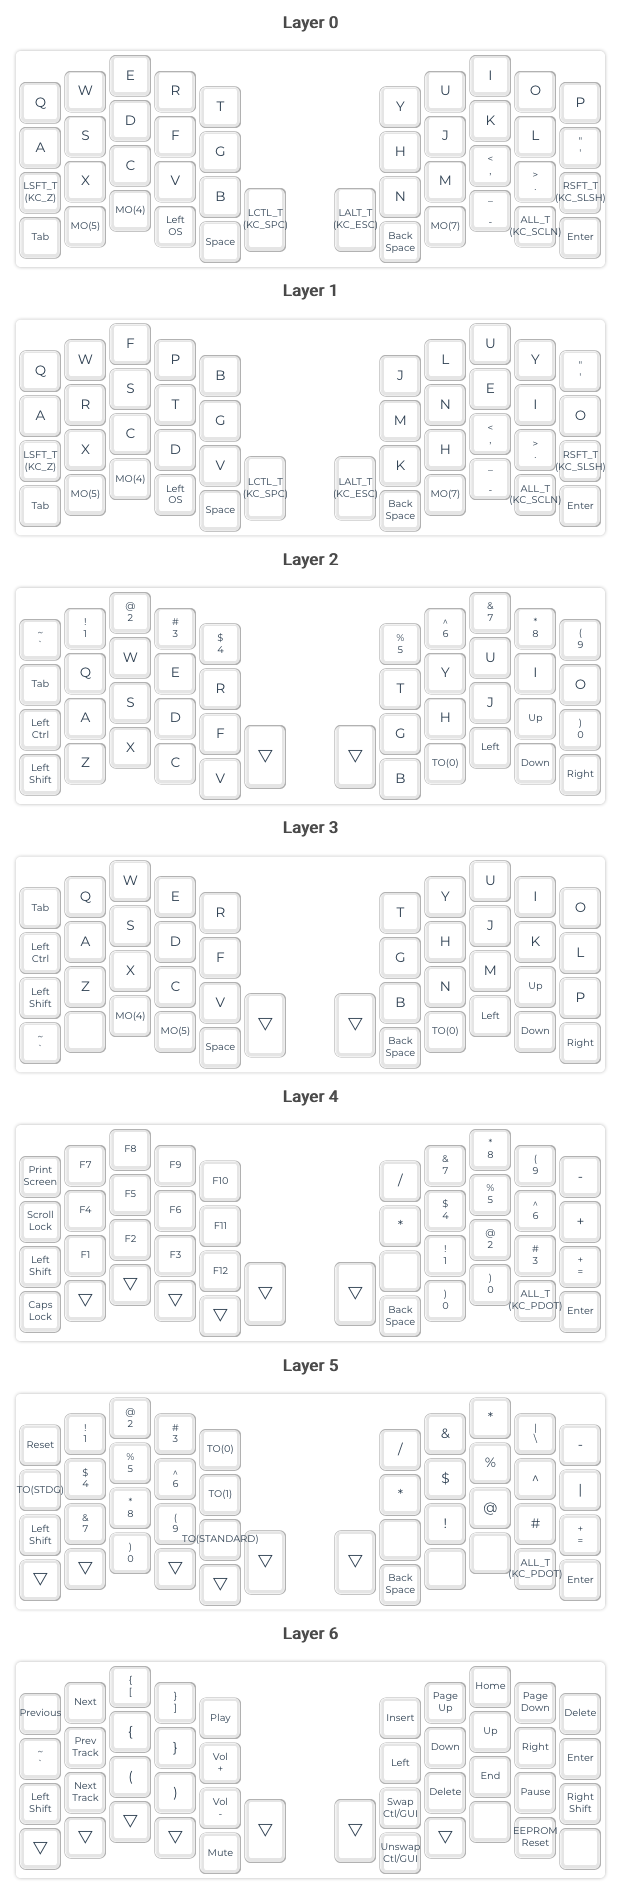 Layer 0
Q W E R T Y U I O P
A S D F G H J K L "
'
LSFT_T
(KC_Z) X C V B N M <
, >
. RSFT_T
(KC_SLSH)
Tab MO(5) MO(4) Left
OS Space LCTL_T
(KC_SPC) LALT_T
(KC_ESC) Back
Space MO(7) _
- ALL_T
(KC_SCLN) Enter
Layer 1
Q W F P B J L U Y "
'
A R S T G M N E I O
LSFT_T
(KC_Z) X C D V K H <
, >
. RSFT_T
(KC_SLSH)
Tab MO(5) MO(4) Left
OS Space LCTL_T
(KC_SPC) LALT_T
(KC_ESC) Back
Space MO(7) _
- ALL_T
(KC_SCLN) Enter
Layer 2
~
` !
1 @
2 #
3 $
4 %
5 ^
6 &
7 *
8 (
9
Tab Q W E R T Y U I O
Left
Ctrl A S D F G H J Up )
0
Left
Shift Z X C V ▽ ▽ B TO(0) Left Down Right
Layer 3
Tab Q W E R T Y U I O
Left
Ctrl A S D F G H J K L
Left
Shift Z X C V B N M Up P
~
` MO(4) MO(5) Space ▽ ▽ Back
Space TO(0) Left Down Right
Layer 4
Print
Screen F7 F8 F9 F10 / &
7 *
8 (
9 -
Scroll
Lock F4 F5 F6 F11 * $
4 %
5 ^
6 +
Left
Shift F1 F2 F3 F12 !
1 @
2 #
3 +
=
Caps
Lock ▽ ▽ ▽ ▽ ▽ ▽ Back
Space )
0 )
0 ALL_T
(KC_PDOT) Enter
Layer 5
Reset !
1 @
2 #
3 TO(0) / & * |
\ -
TO(STDG) $
4 %
5 ^
6 TO(1) * $ % ^ |
Left
Shift &
7 *
8 (
9 TO(STANDARD) ! @ # +
=
▽ ▽ )
0 ▽ ▽ ▽ ▽ Back
Space ALL_T
(KC_PDOT) Enter
Layer 6
Previous Next {
[ }
] Play Insert Page
Up Home Page
Down Delete
~
` Prev
Track { } Vol
+ Left Down Up Right Enter
Left
Shift Next
Track ( ) Vol
- Swap
Ctl/GUI Delete End Pause Right
Shift
▽ ▽ ▽ ▽ Mute ▽ ▽ Unswap
Ctl/GUI ▽ EEPROM
Reset